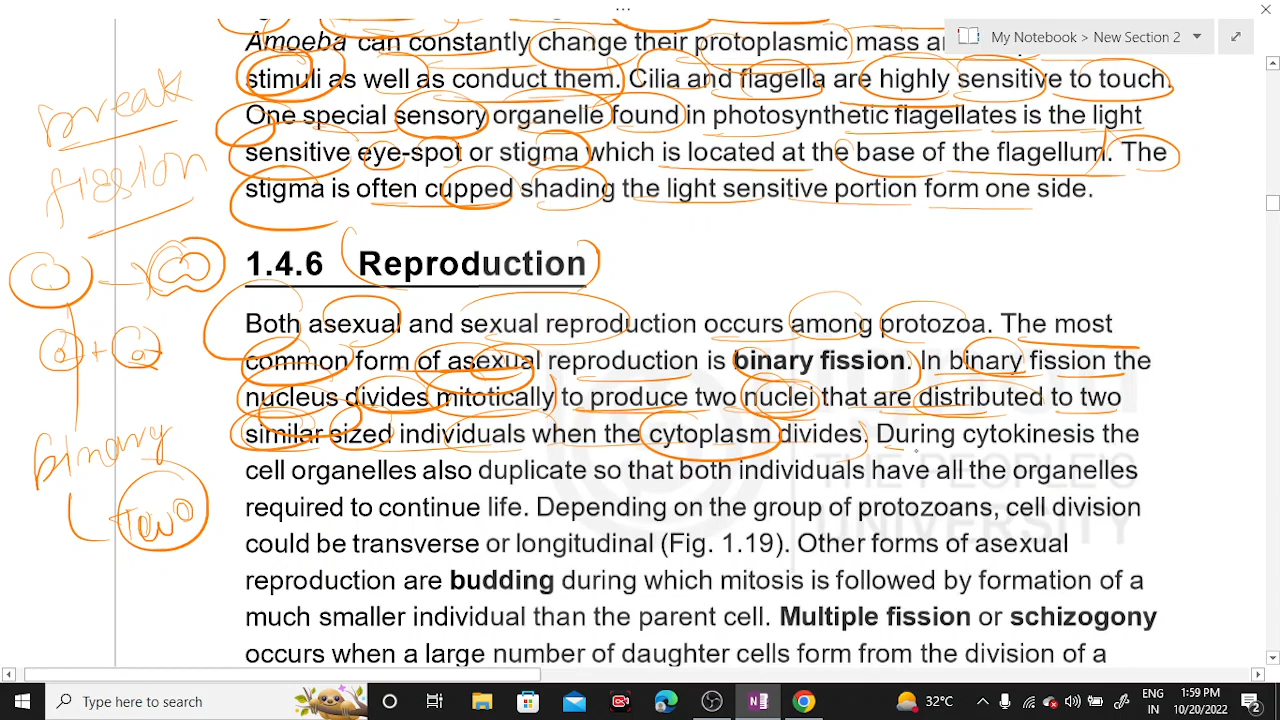 My Notebook > New Section 2
Amoeba can constantly change their protoplasmic mass
stimuli as well as conduct them. Cilia and flagella are highly sensitive to touch.
One special sensory organelle found in photosynthetic flagellates is the light
sensitive eye-spot or stigma which is located at the base of the flagellum. The
stigma is often cupped shading the light sensitive portion form one side.
break
fission
1.4.6 Reproduction
Both asexual and sexual reproduction occurs among protozoa. The most
common form of asexual reproduction is binary fission. In binary fission the
nucleus divides mitotically to produce two nuclei that are distributed to two
similar sized individuals when the cytoplasm divides. During cytokinesis the
cell organelles also duplicate so that both individuals have all the organelles
required to continue life. Depending on the group of protozoans, cell division
could be transverse or longitudinal (Fig. 1.19). Other forms of asexual
reproduction are budding during which mitosis is followed by formation of a
much smaller individual than the parent cell. Multiple fission or schizogony
occurs when a large number of daughter cells form from the division of a
binary
two
THE PEOPLE'S
UNIVERSITY
Type here to search
32°C
ENG
IN
1:59 PM
10/20/2022
2